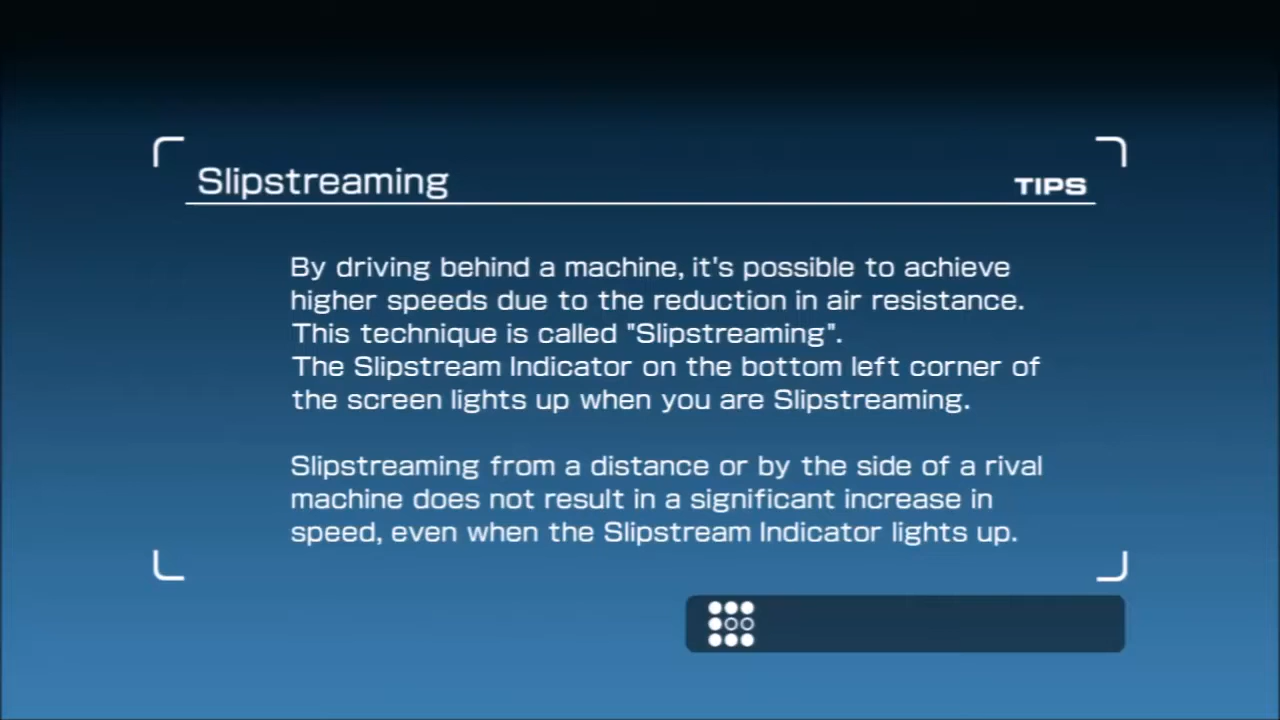 Slipstreaming
TIPS
By driving behind a machine, it's possible to achieve
higher speeds due to the reduction in air resistance.
This technique is called "Slipstreaming".
The Slipstream Indicator on the bottom left corner of
the screen lights up when you are Slipstreaming.
Slipstreaming from a distance or by the side of a rival
machine does not result in a significant increase in
speed, even when the Slipstream Indicator lights up.